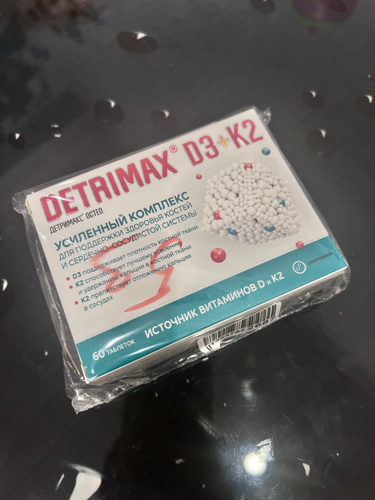 DETRIMAX® D3+K2
ДЕТРИМАКС ОСТЕО
УСИЛЕННЫЙ КОМПЛЕКС
ДЛЯ ПОДДЕРЖКИ ЗДОРОВЬЯ КОСТЕЙ
И СЕРДЕЧНО-СОСУДИСТОЙ СИСТЕМЫ
• D3 поддерживает плотность костной ткани
• K2 способствует лучшему усвоению
и удержанию кальция в костной ткани
• K2 препятствует отложению кальция
в сосудах
60 ТАБЛЕТОК
ИСТОЧНИК ВИТАМИНОВ D и K2